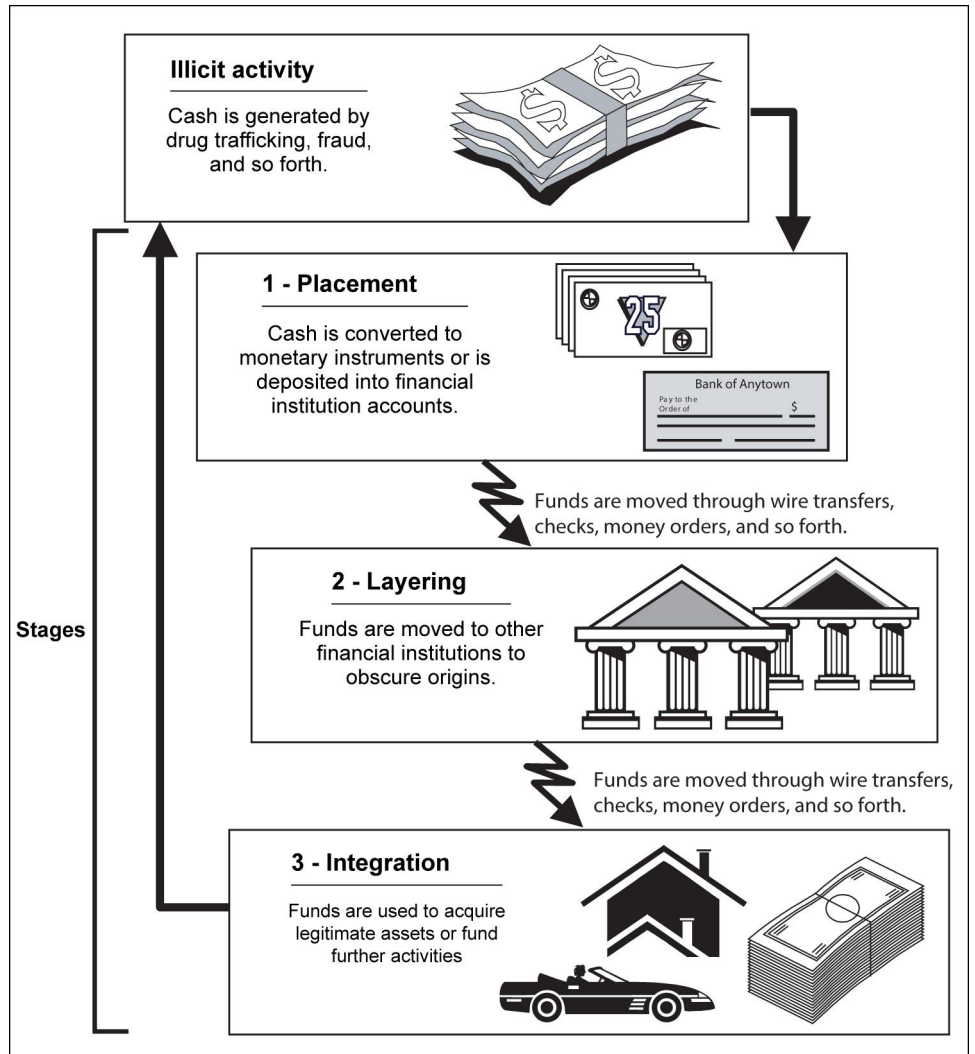 Illicit activity
Cash is generated by
drug trafficking, fraud,
and so forth.
$
$
1 - Placement
Cash is converted to
monetary instruments or is
deposited into financial
institution accounts.
25
Bank of Anytown
Pay to the
Order of
$
Funds are moved through wire transfers,
checks, money orders, and so forth.
Stages
2 - Layering
Funds are moved to other
financial institutions to
obscure origins.
Funds are moved through wire transfers,
checks, money orders, and so forth.
3 - Integration
Funds are used to acquire
legitimate assets or fund
further activities